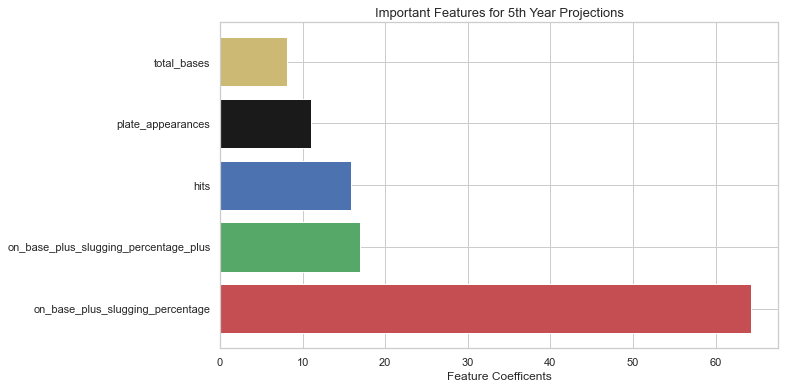 Important Features for 5th Year Projections
total_bases
plate_appearances
hits
on_base_plus_slugging_percentage_plus
on_base_plus_slugging_percentage
0 10 20 30 40 50 60
Feature Coefficents